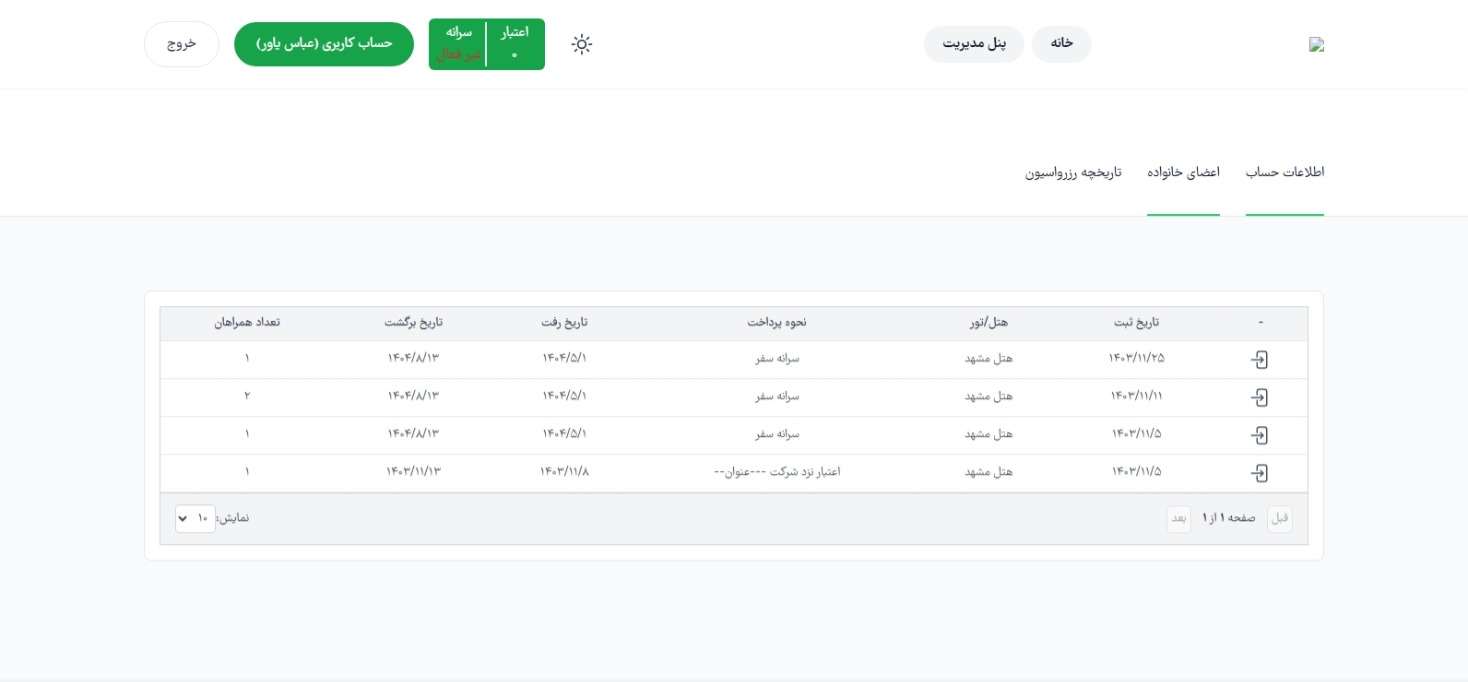 خانه
پنل مدیریت
اعتبار
۰
سرانه
غیر فعال
حساب کاربری (عباس یاور)
خروج
اطلاعات حساب
اعضای خانواده
تاریخچه رزرواسیون
- تاریخ ثبت هتل/تور نحوه پرداخت تاریخ رفت تاریخ برگشت تعداد همراهان
۱۴۰۳/۱۱/۲۵ هتل مشهد سرانه سفر ۱۴۰۴/۵/۱ ۱۴۰۴/۸/۱۳ ۱
۱۴۰۳/۱۱/۱۱ هتل مشهد سرانه سفر ۱۴۰۴/۵/۱ ۱۴۰۴/۸/۱۳ ۲
۱۴۰۳/۱۱/۵ هتل مشهد سرانه سفر ۱۴۰۴/۵/۱ ۱۴۰۴/۸/۱۳ ۱
۱۴۰۳/۱۱/۵ هتل مشهد اعتبار نزد شرکت ---عنوان-- ۱۴۰۳/۱۱/۸ ۱۴۰۳/۱۱/۱۳ ۱
قبل صفحه ۱ از ۱ بعد نمایش: ۱۰